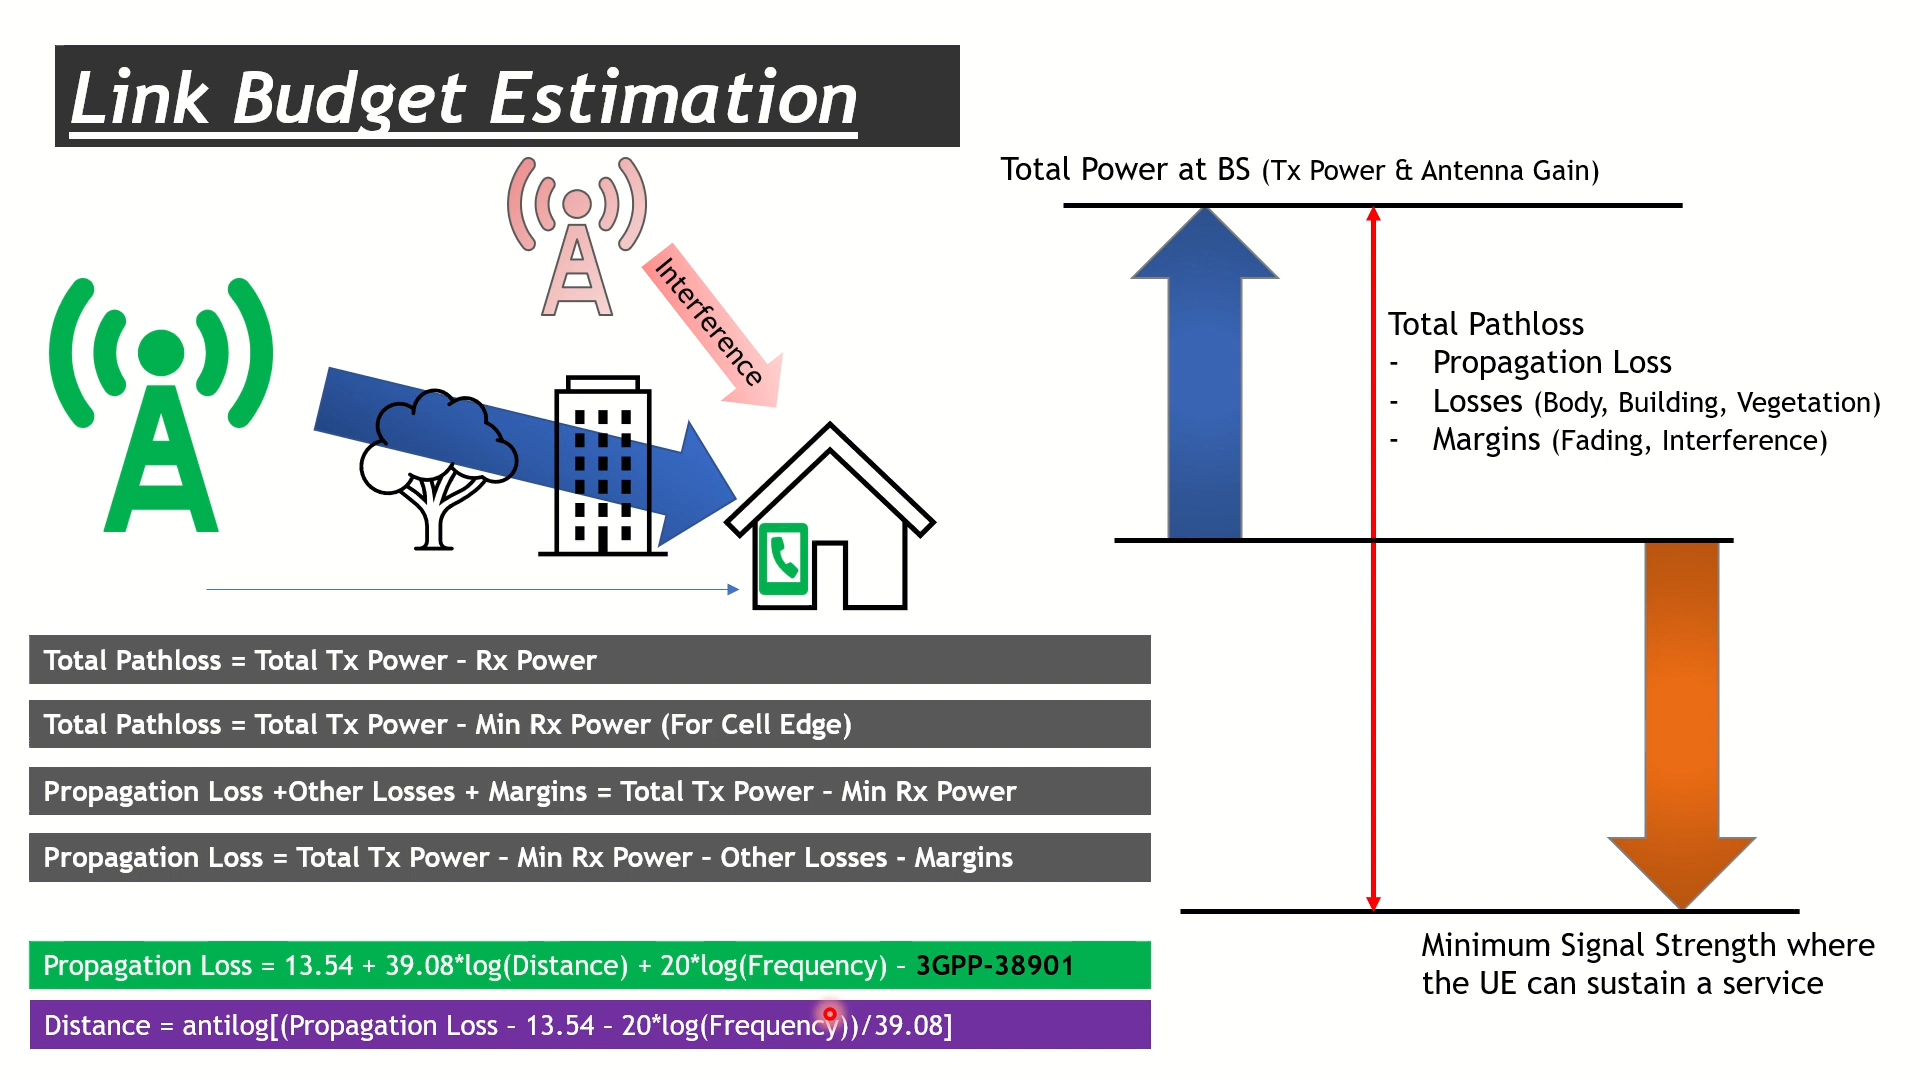 Link Budget Estimation
Interference
Total Pathloss = Total Tx Power – Rx Power
Total Pathloss = Total Tx Power – Min Rx Power (For Cell Edge)
Propagation Loss +Other Losses + Margins = Total Tx Power – Min Rx Power
Propagation Loss = Total Tx Power – Min Rx Power – Other Losses - Margins
Propagation Loss = 13.54 + 39.08*log(Distance) + 20*log(Frequency) – 3GPP-38901
Distance = antilog[(Propagation Loss – 13.54 – 20*log(Frequency))/39.08]
Total Power at BS (Tx Power & Antenna Gain)
Total Pathloss
- Propagation Loss
- Losses (Body, Building, Vegetation)
- Margins (Fading, Interference)
Minimum Signal Strength where
the UE can sustain a service